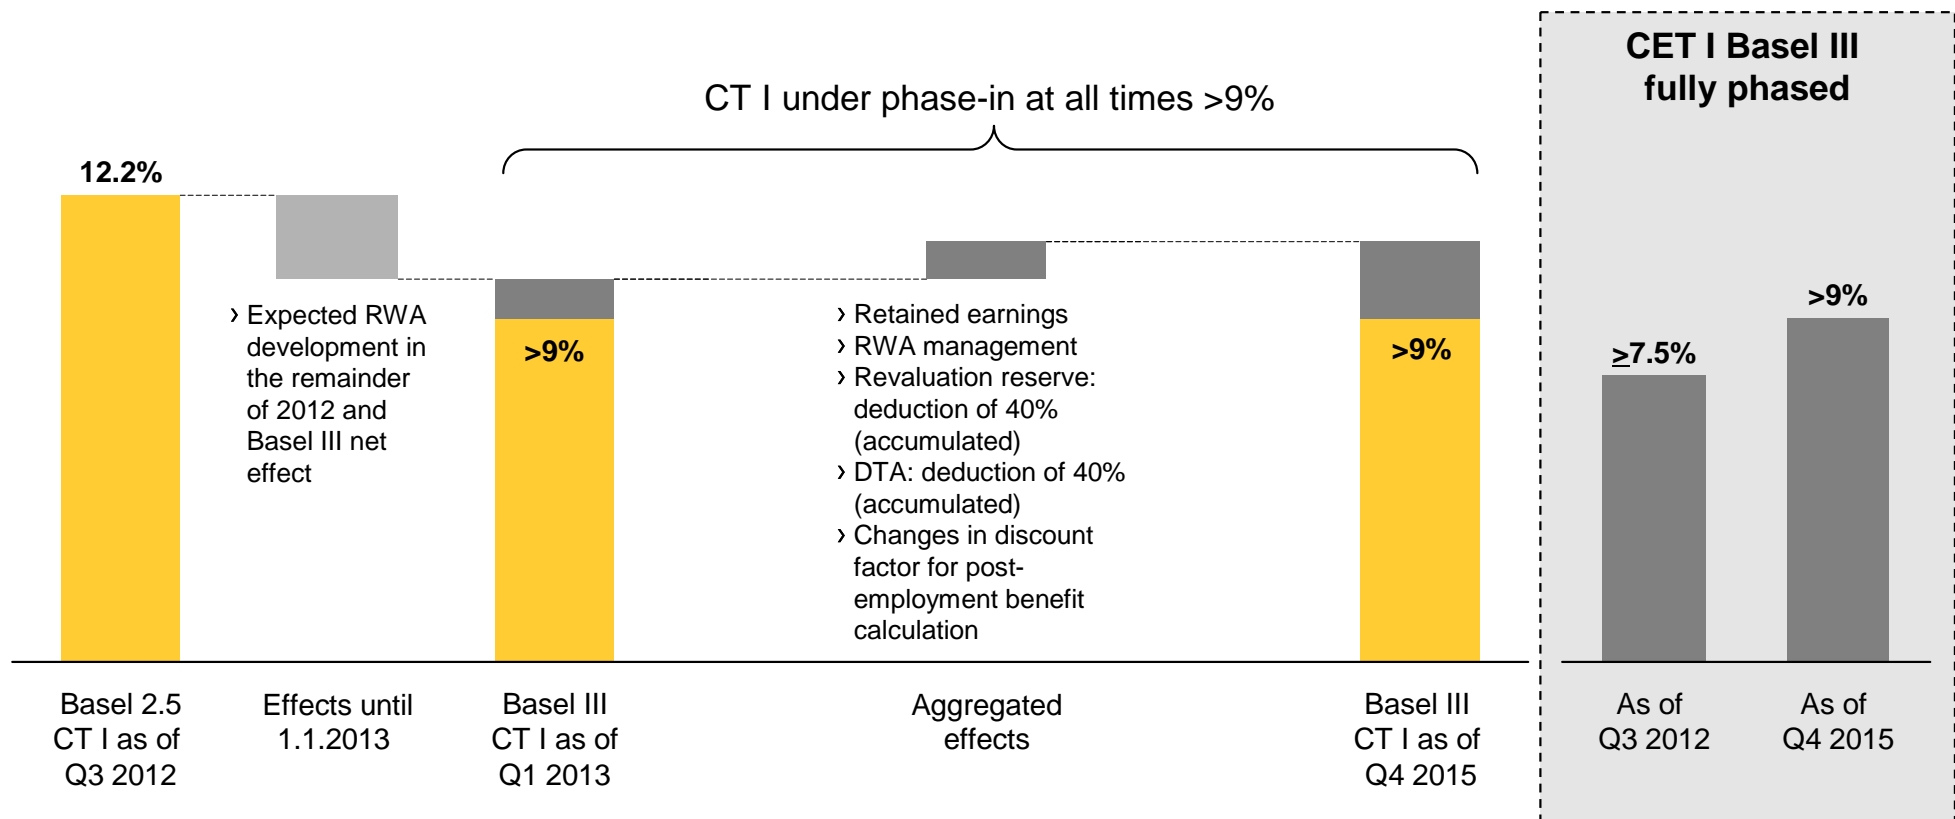 CET I Basel III
fully phased
CT I under phase-in at all times >9%
12.2%
› Expected RWA
development in
the remainder
of 2012 and
Basel III net
effect
>9%
› Retained earnings
› RWA management
› Revaluation reserve:
deduction of 40%
(accumulated)
› DTA: deduction of 40%
(accumulated)
› Changes in discount
factor for post-
employment benefit
calculation
>9%
≥7.5%
>9%
Basel 2.5
CT I as of
Q3 2012
Effects until
1.1.2013
Basel III
CT I as of
Q1 2013
Aggregated
effects
Basel III
CT I as of
Q4 2015
As of
Q3 2012
As of
Q4 2015